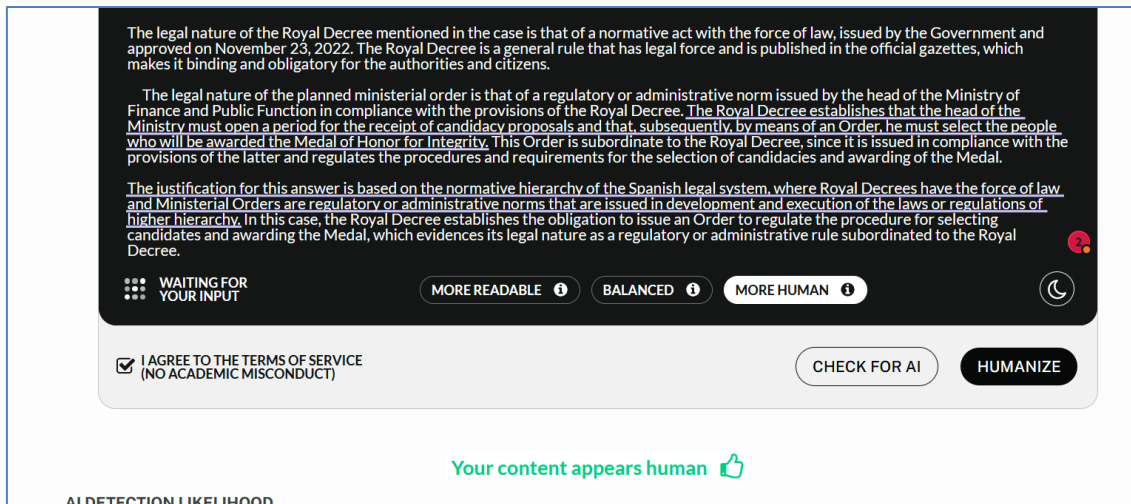 The legal nature of the Royal Decree mentioned in the case is that of a normative act with the force of law, issued by the Government and
approved on November 23, 2022. The Royal Decree is a general rule that has legal force and is published in the official gazettes, which
makes it binding and obligatory for the authorities and citizens.
The legal nature of the planned ministerial order is that of a regulatory or administrative norm issued by the head of the Ministry of
Finance and Public Function in compliance with the provisions of the Royal Decree. The Royal Decree establishes that the head of the
Ministry must open a period for the receipt of candidacy proposals and that, subsequently, by means of an Order, he must select the people
who will be awarded the Medal of Honor for Integrity. This Order is subordinate to the Royal Decree, since it is issued in compliance with the
provisions of the latter and regulates the procedures and requirements for the selection of candidacies and awarding of the Medal.
The justification for this answer is based on the normative hierarchy of the Spanish legal system, where Royal Decrees have the force of law
and Ministerial Orders are regulatory or administrative norms that are issued in development and execution of the laws or regulations of
higher hierarchy. In this case, the Royal Decree establishes the obligation to issue an Order to regulate the procedure for selecting
candidates and awarding the Medal, which evidences its legal nature as a regulatory or administrative rule subordinated to the Royal
Decree.
2
WAITING FOR
YOUR INPUT
MORE READABLE i BALANCED i MORE HUMAN i
I AGREE TO THE TERMS OF SERVICE
(NO ACADEMIC MISCONDUCT)
CHECK FOR AI HUMANIZE
Your content appears human
AI DETECTION LIKELIHOOD